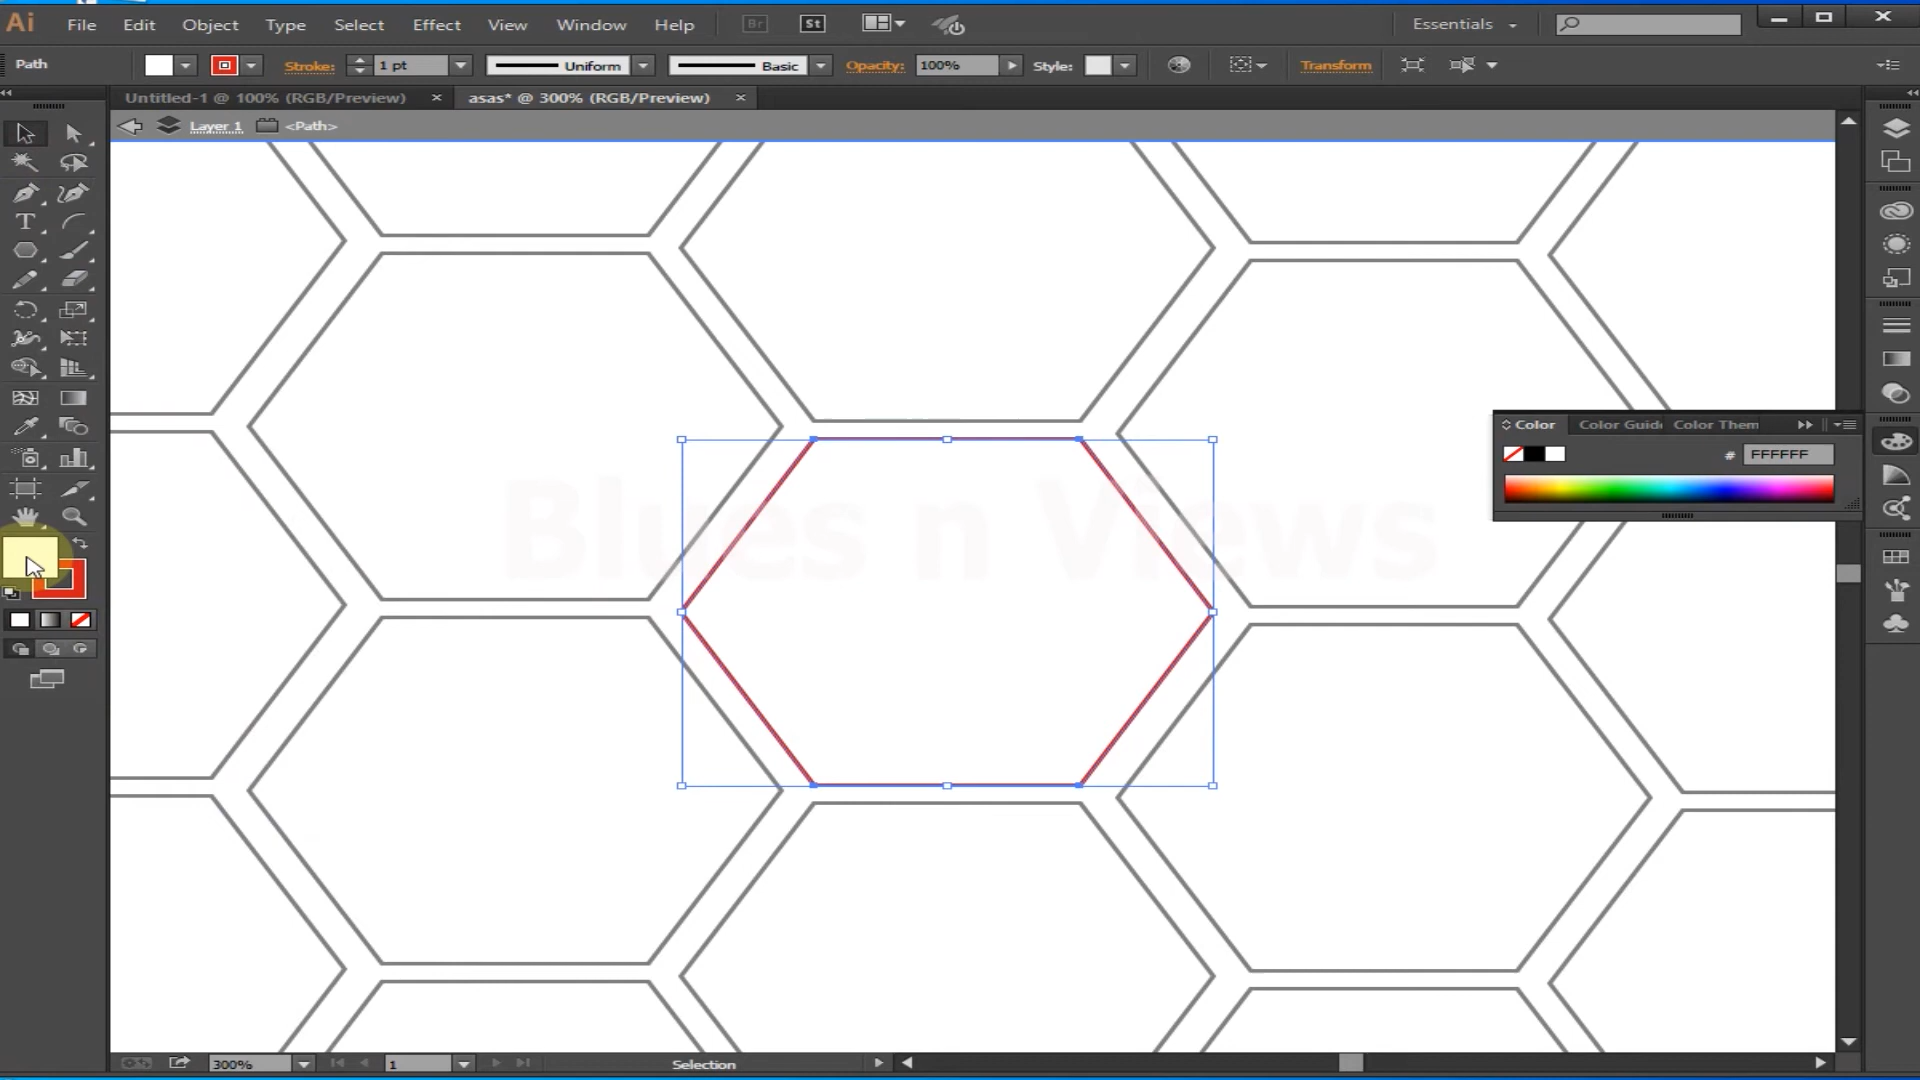 Ai File Edit Object Type Select Effect View Window Help Br St Essentials
Path Stroke: 1 pt Uniform Basic Opacity: 100% Style: Transform
Untitled-1 @ 100% (RGB/Preview) × asas* @ 300% (RGB/Preview) ×
Layer 1 <Path>
Color Color Guid Color Them
# FFFFFF
Blues n Views
300% 1 Selection